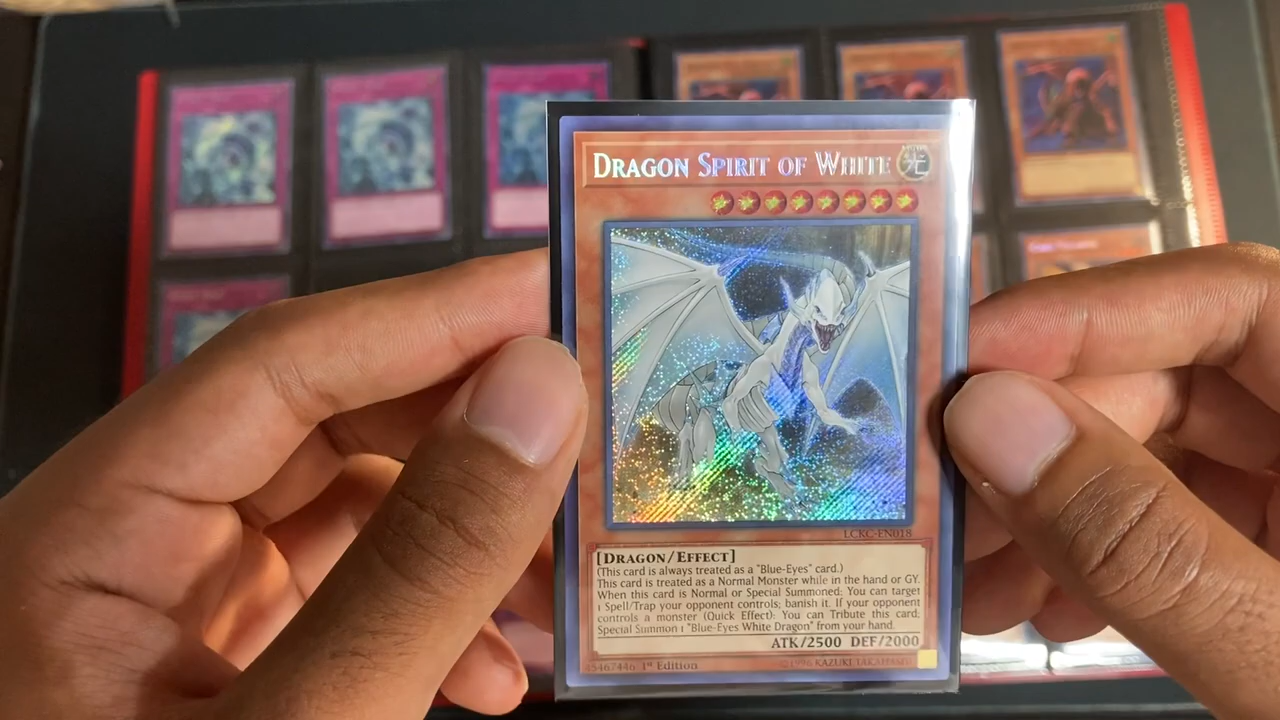 DRAGON SPIRIT OF WHITE
光
LCKC-EN018
[DRAGON/EFFECT]
(This card is always treated as a "Blue-Eyes" card.)
This card is treated as a Normal Monster while in the hand or GY.
When this card is Normal or Special Summoned: You can target
1 Spell/Trap your opponent controls; banish it. If your opponent
controls a monster (Quick Effect): You can Tribute this card;
Special Summon 1 "Blue-Eyes White Dragon" from your hand.
ATK/2500 DEF/2000
45467446 1st Edition ©1996 KAZUKI TAKAHASHI